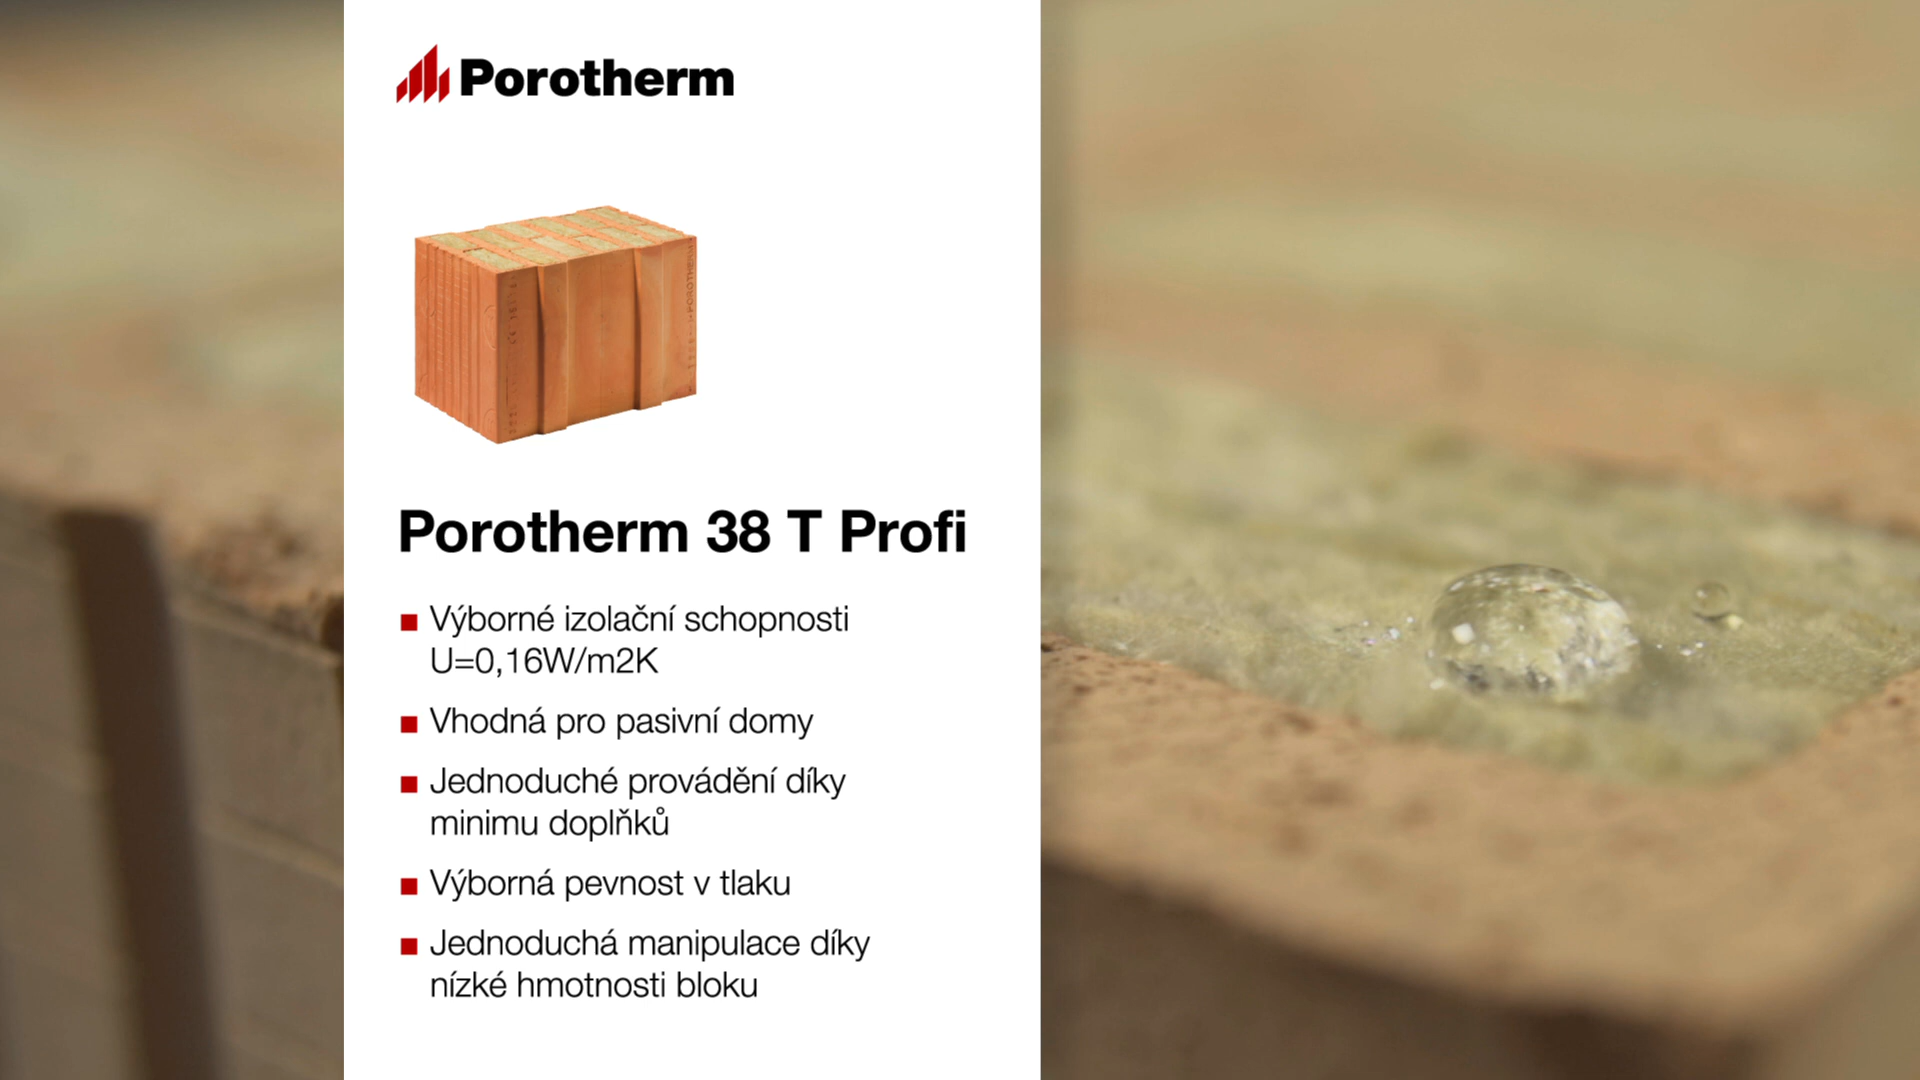 Porotherm
POROTHERM
Porotherm 38 T Profi
Výborné izolační schopnosti
U=0,16W/m2K
Vhodná pro pasivní domy
Jednoduché provádění díky
minimu doplňků
Výborná pevnost v tlaku
Jednoduchá manipulace díky
nízké hmotnosti bloku